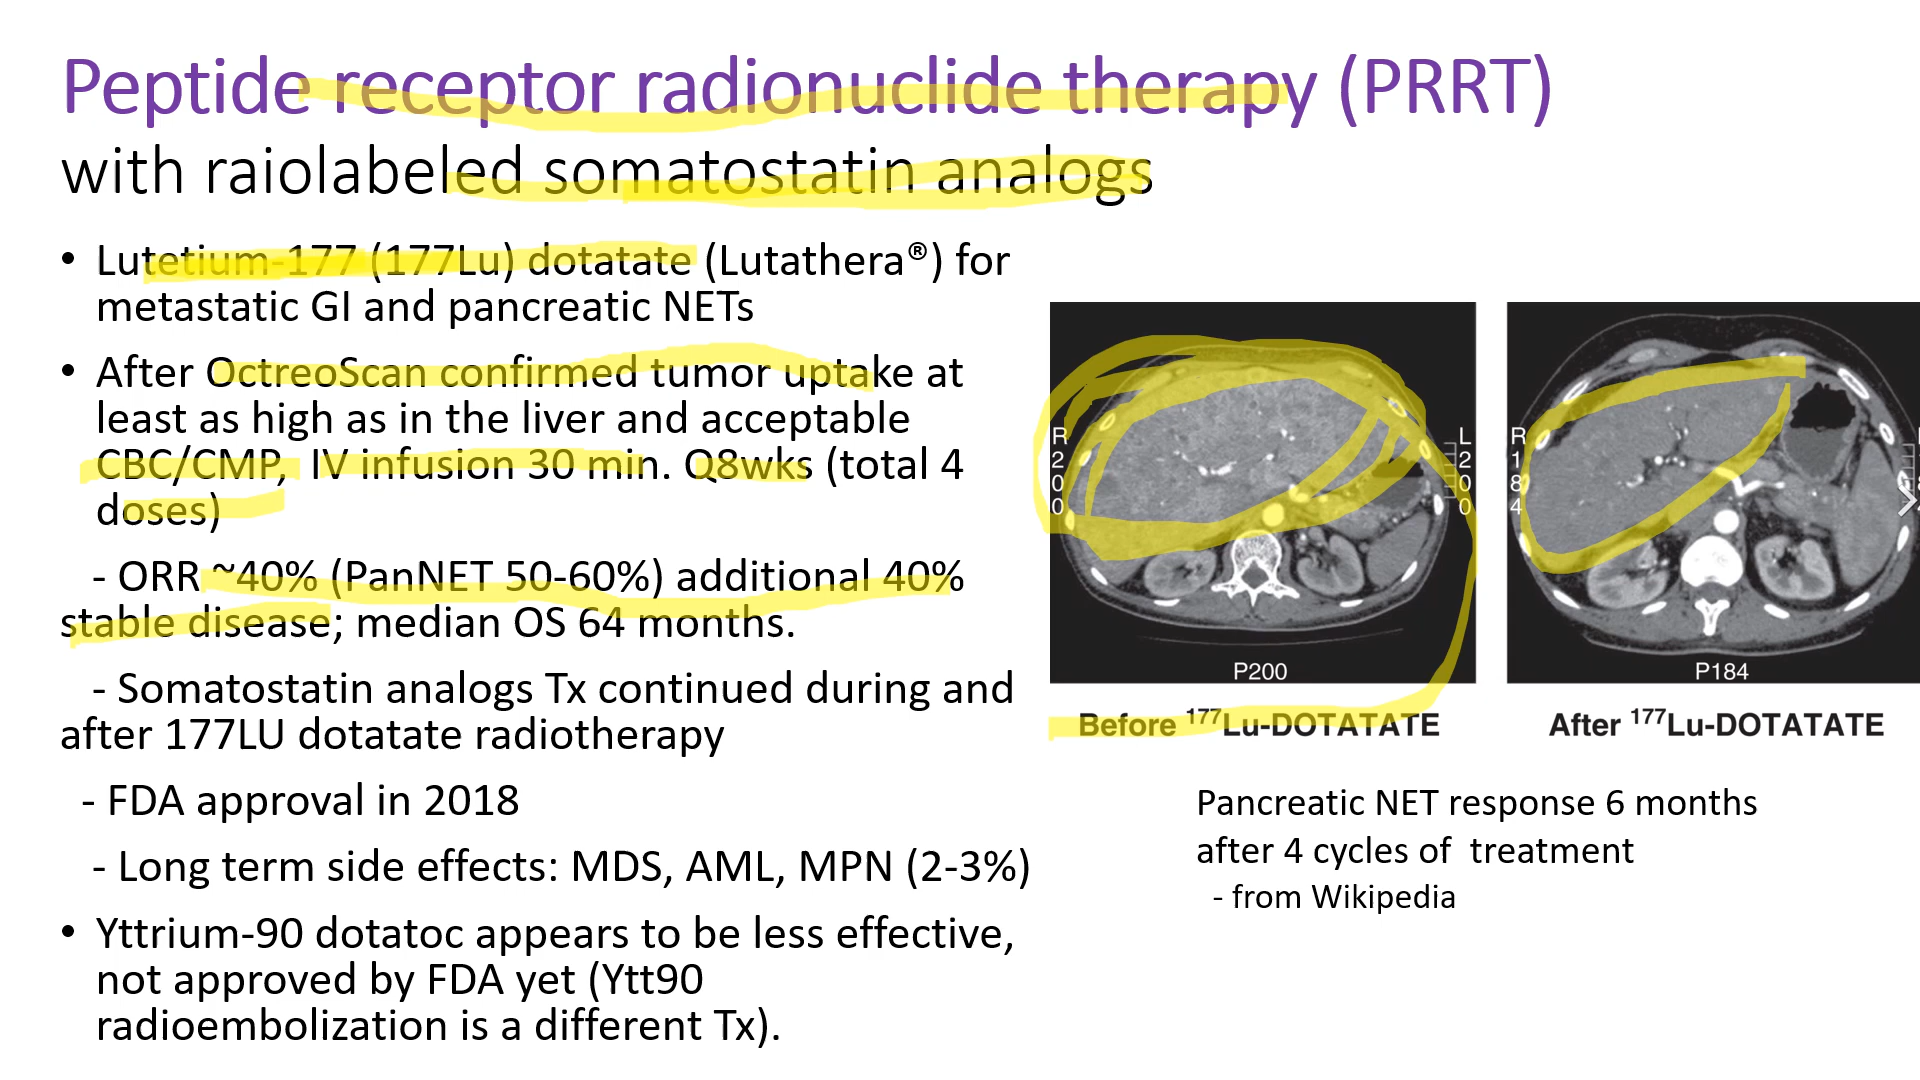 Peptide receptor radionuclide therapy (PRRT)
with raiolabeled somatostatin analogs
• Lutetium-177 (177Lu) dotatate (Lutathera®) for
metastatic GI and pancreatic NETs
• After OctreoScan confirmed tumor uptake at
least as high as in the liver and acceptable
CBC/CMP, IV infusion 30 min. Q8wks (total 4
doses)
- ORR ~40% (PanNET 50-60%) additional 40%
stable disease; median OS 64 months.
- Somatostatin analogs Tx continued during and
after 177LU dotatate radiotherapy
- FDA approval in 2018
- Long term side effects: MDS, AML, MPN (2-3%)
• Yttrium-90 dotatoc appears to be less effective,
not approved by FDA yet (Ytt90
radioembolization is a different Tx).
R
2
0
0
L
2
0
0
P200
R
1
8
4
P184
Before ¹⁷⁷Lu-DOTATATE
After ¹⁷⁷Lu-DOTATATE
Pancreatic NET response 6 months
after 4 cycles of treatment
- from Wikipedia